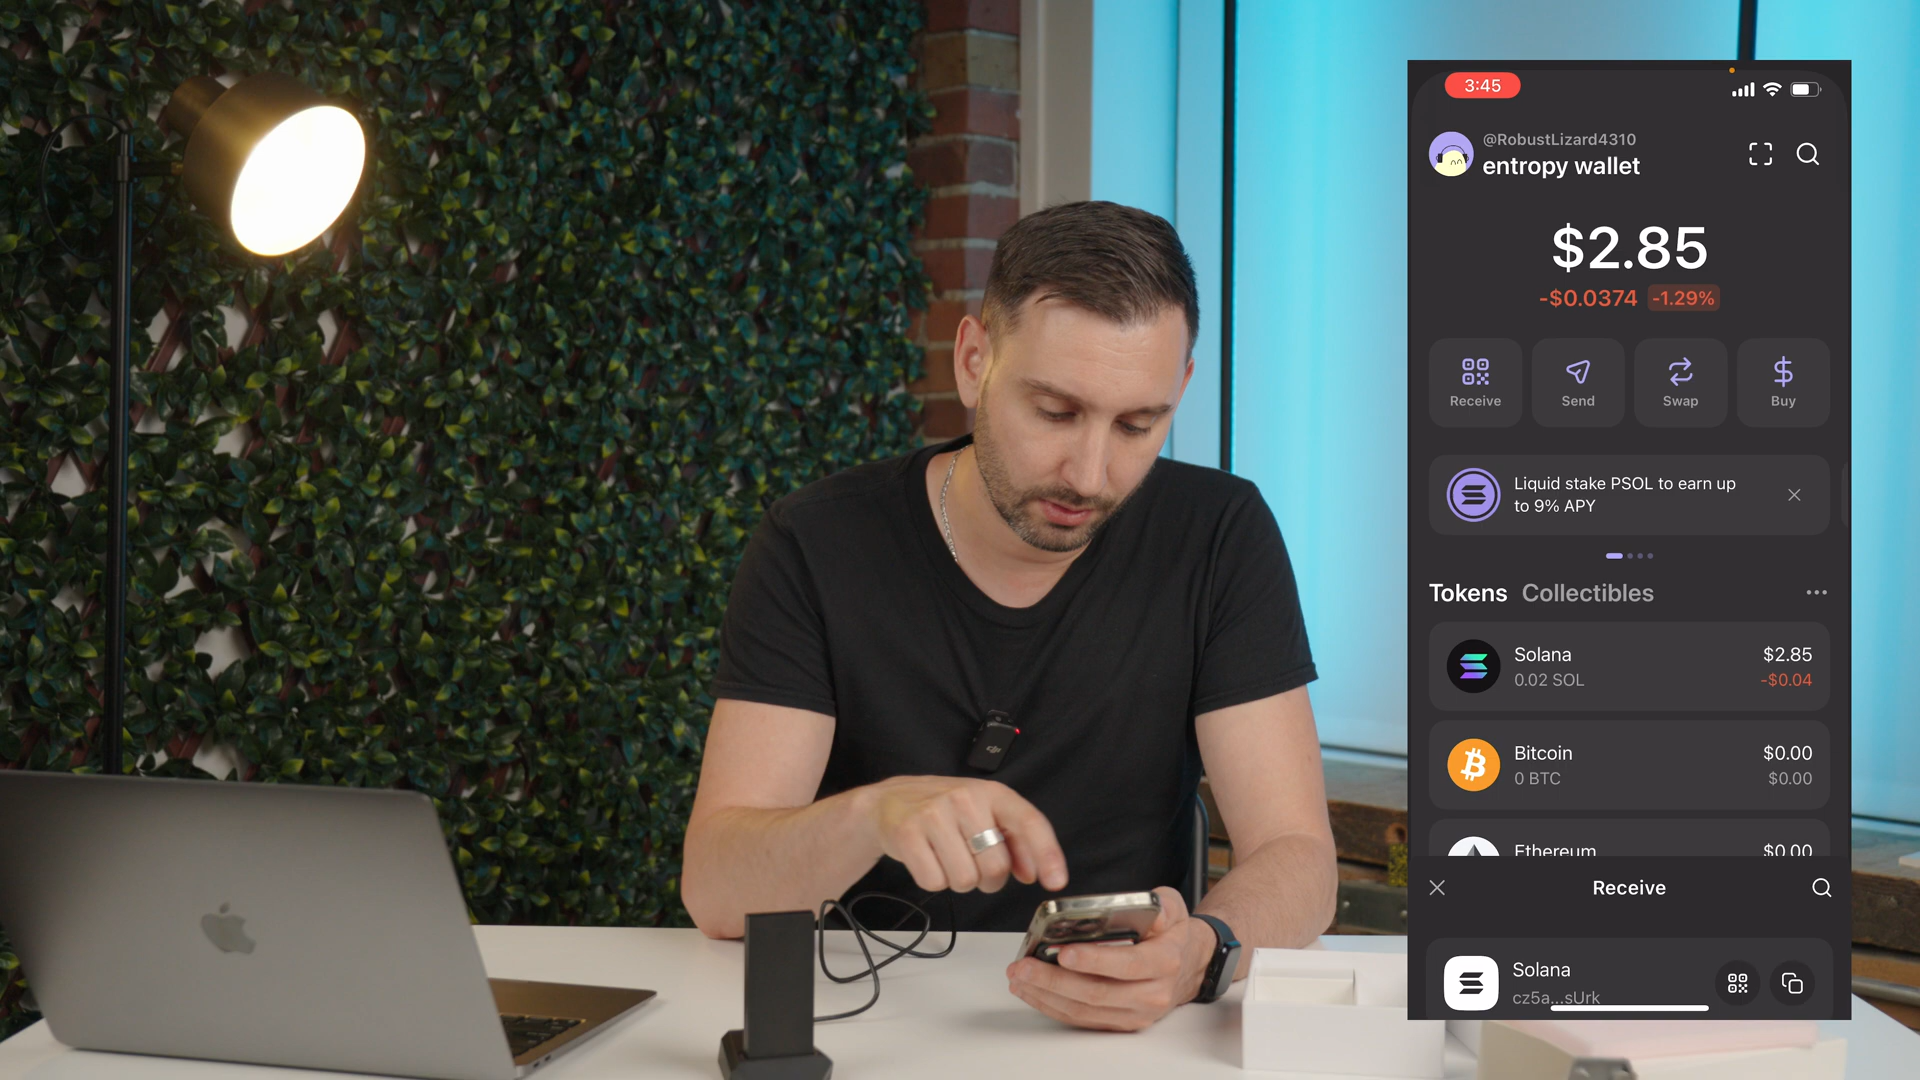 3:45
@RobustLizard4310
entropy wallet
$2.85
-$0.0374 -1.29%
Receive Send Swap Buy
Liquid stake PSOL to earn up
to 9% APY
Tokens Collectibles
Solana $2.85
0.02 SOL -$0.04
Bitcoin $0.00
0 BTC $0.00
Ethereum $0.00
Receive
Solana
cz5a...sUrk
dji